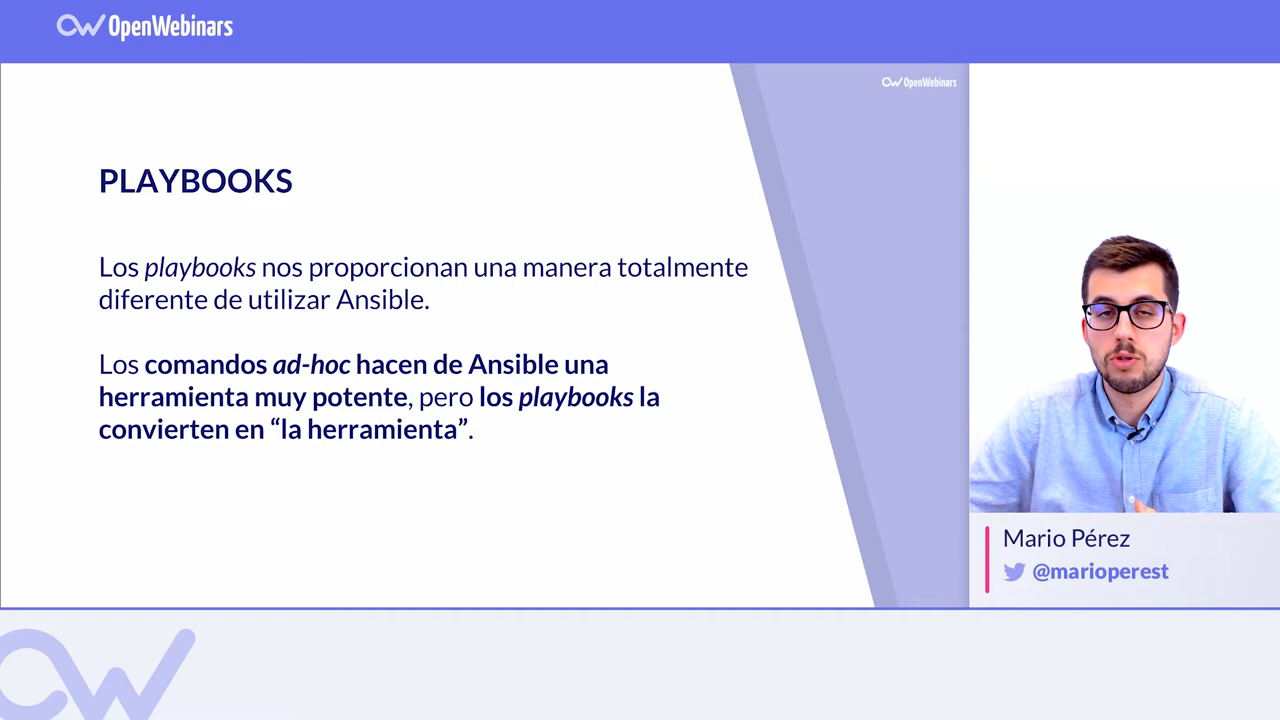 OpenWebinars
OpenWebinars
PLAYBOOKS
Los playbooks nos proporcionan una manera totalmente
diferente de utilizar Ansible.
Los comandos ad-hoc hacen de Ansible una
herramienta muy potente, pero los playbooks la
convierten en “la herramienta”.
Mario Pérez
@marioperest